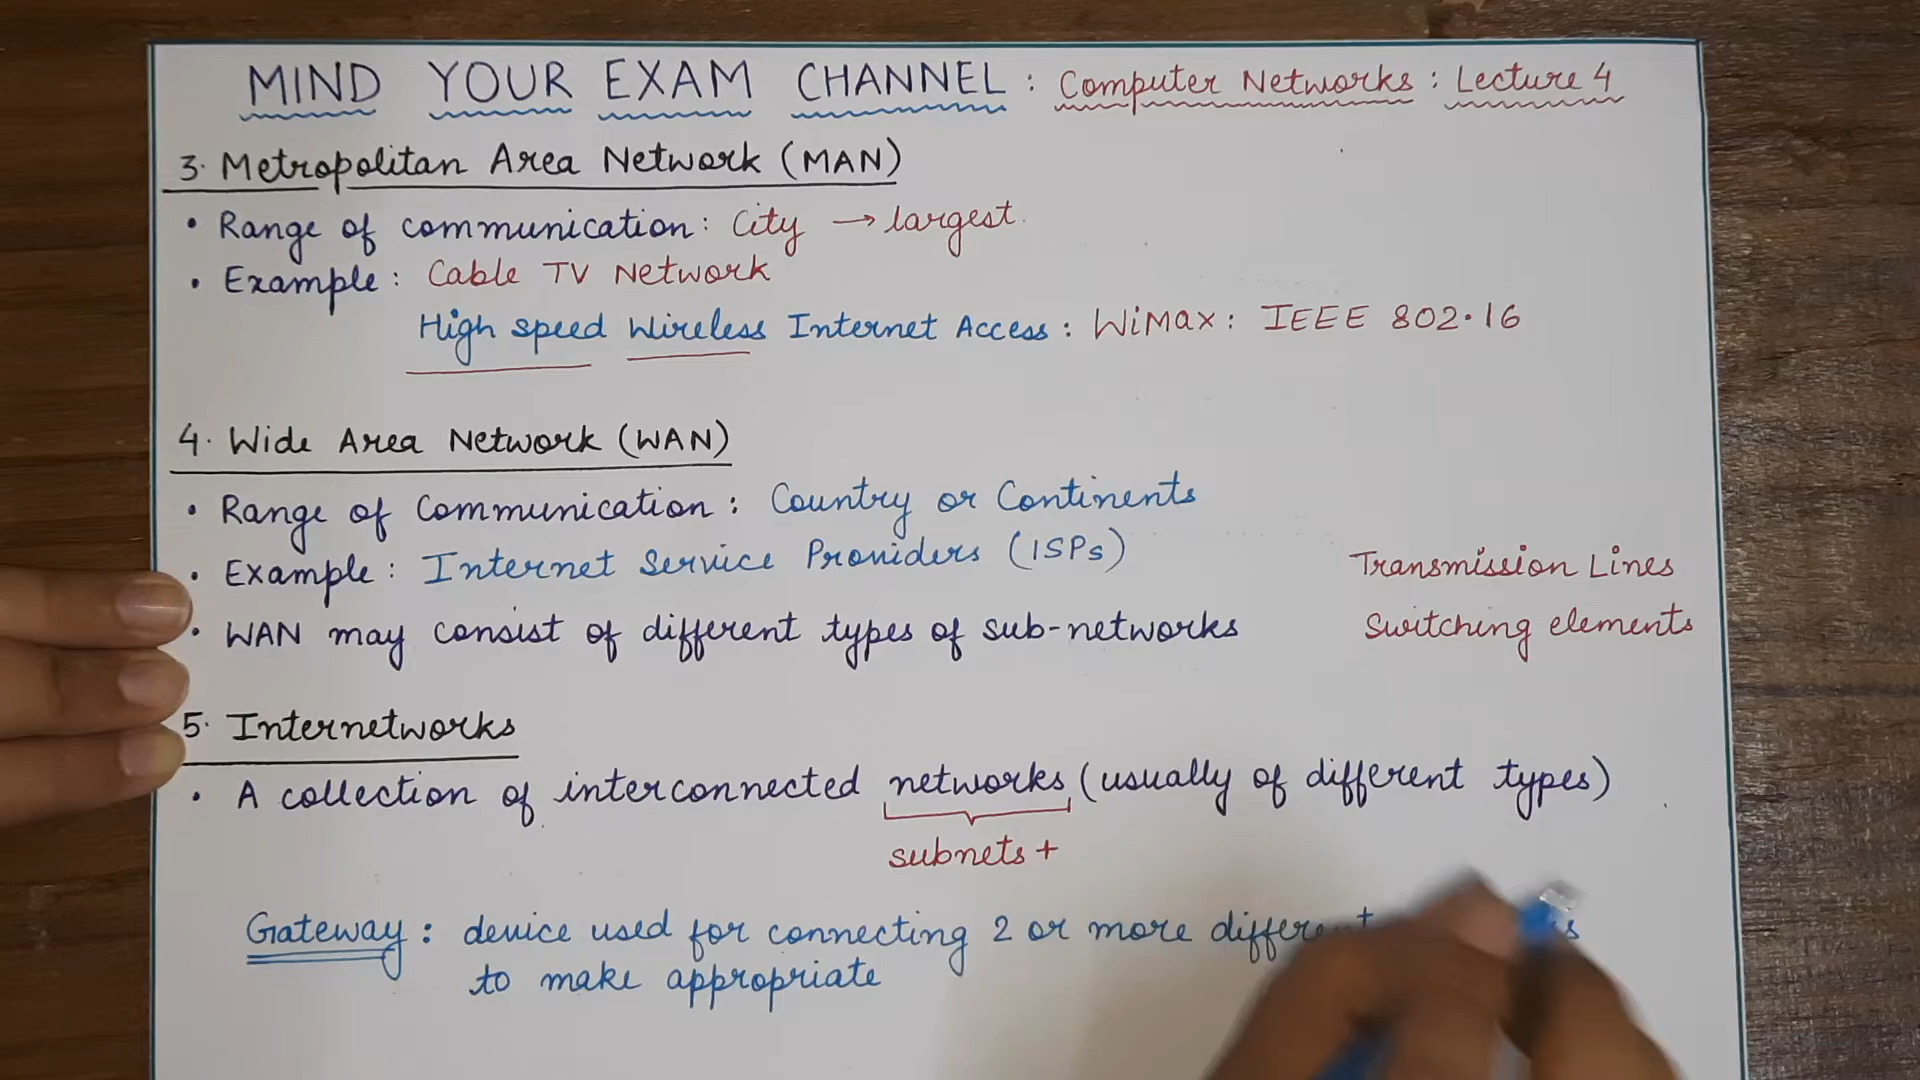 MIND YOUR EXAM CHANNEL : Computer Networks : Lecture 4
3. Metropolitan Area Network (MAN)
• Range of communication : City → largest
• Example : Cable TV Network
High speed Wireless Internet Access : WiMax : IEEE 802.16
4. Wide Area Network (WAN)
• Range of Communication : Country or Continents
• Example : Internet Service Providers (ISPs)
Transmission Lines
• WAN may consist of different types of sub-networks
Switching elements
5. Internetworks
• A collection of interconnected networks (usually of different types)
subnets +
Gateway : device used for connecting 2 or more different
to make appropriate